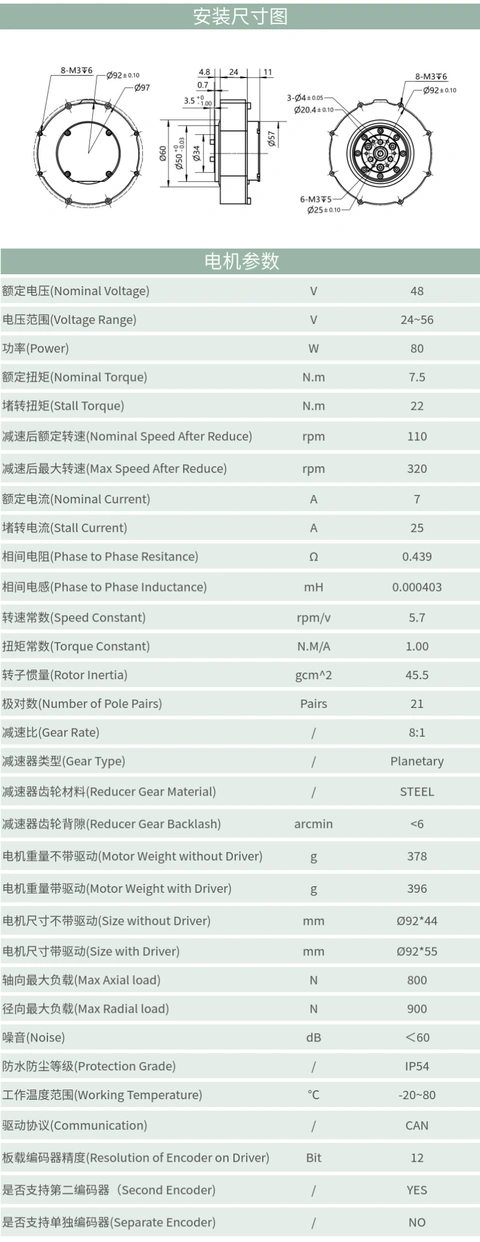 安装尺寸图
8-M3↧6
Ø92±0.10
Ø97
4.8
24
11
0.7
3.5 +0 -1.00
Ø60
Ø50 +0 -0.03
Ø34
Ø57
8-M3↧6
Ø92±0.10
3-Ø4±0.05
Ø20.4±0.10
6-M3↧5
Ø25±0.10
电机参数
额定电压(Nominal Voltage) V 48
电压范围(Voltage Range) V 24~56
功率(Power) W 80
额定扭矩(Nominal Torque) N.m 7.5
堵转扭矩(Stall Torque) N.m 22
减速后额定转速(Nominal Speed After Reduce) rpm 110
减速后最大转速(Max Speed After Reduce) rpm 320
额定电流(Nominal Current) A 7
堵转电流(Stall Current) A 25
相间电阻(Phase to Phase Resitance) Ω 0.439
相间电感(Phase to Phase Inductance) mH 0.000403
转速常数(Speed Constant) rpm/v 5.7
扭矩常数(Torque Constant) N.M/A 1.00
转子惯量(Rotor Inertia) gcm^2 45.5
极对数(Number of Pole Pairs) Pairs 21
减速比(Gear Rate) / 8:1
减速器类型(Gear Type) / Planetary
减速器齿轮材料(Reducer Gear Material) / STEEL
减速器齿轮背隙(Reducer Gear Backlash) arcmin <6
电机重量不带驱动(Motor Weight without Driver) g 378
电机重量带驱动(Motor Weight with Driver) g 396
电机尺寸不带驱动(Size without Driver) mm Ø92*44
电机尺寸带驱动(Size with Driver) mm Ø92*55
轴向最大负载(Max Axial load) N 800
径向最大负载(Max Radial load) N 900
噪音(Noise) dB ＜60
防水防尘等级(Protection Grade) / IP54
工作温度范围(Working Temperature) ℃ -20~80
驱动协议(Communication) / CAN
板载编码器精度(Resolution of Encoder on Driver) Bit 12
是否支持第二编码器（Second Encoder) / YES
是否支持单独编码器(Separate Encoder) / NO